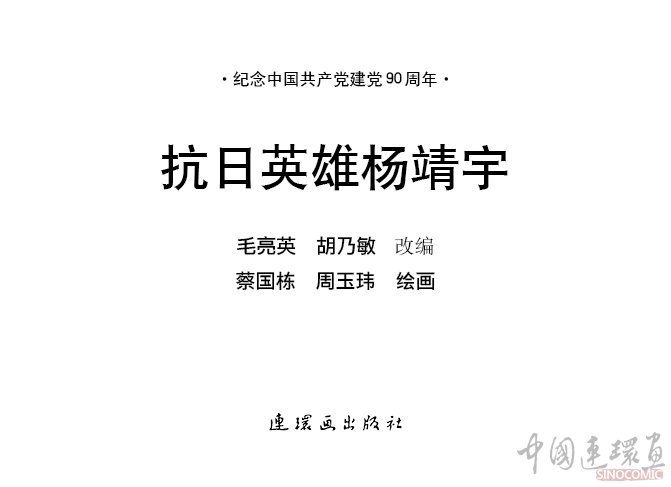 ·纪念中国共产党建党90周年·
抗日英雄杨靖宇
毛亮英 胡乃敏 改编
蔡国栋 周玉玮 绘画
连环画出版社
中國連環畫
SINOCOMIC